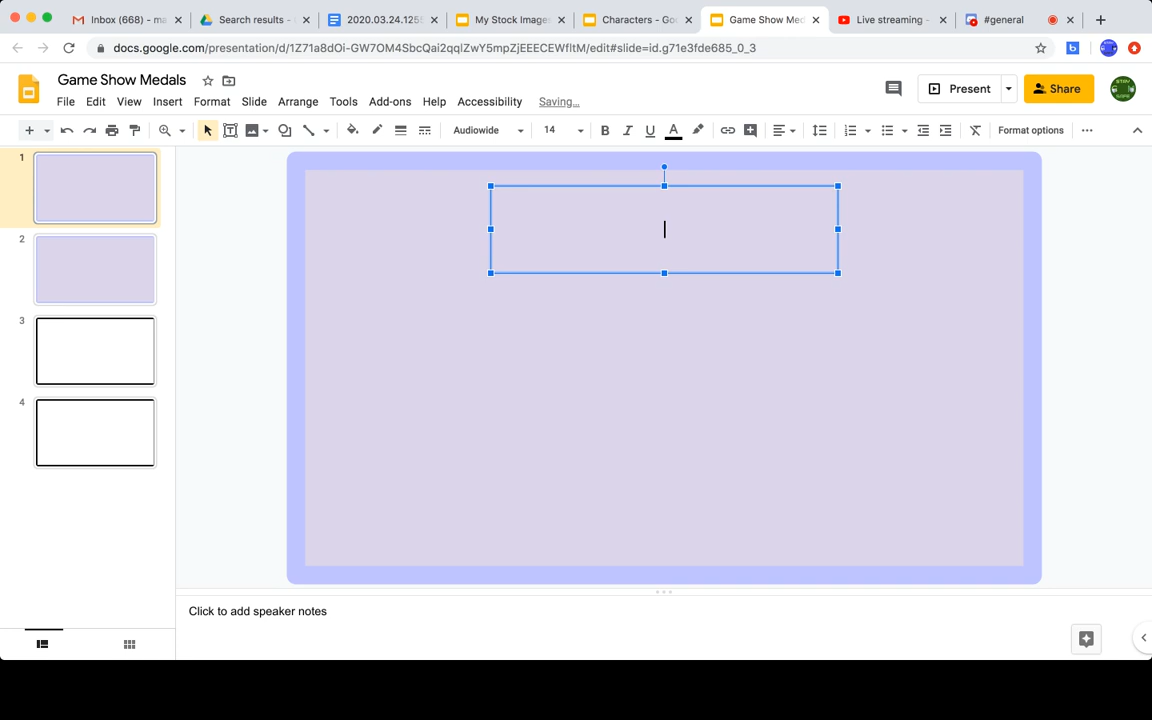 Inbox (668) - ma
Search results -
2020.03.24.125
My Stock Images
Characters - Goo
Game Show Med
Live streaming -
#general
docs.google.com/presentation/d/1Z71a8dOi-GW7OM4SbcQai2qqlZwY5mpZjEEECEWfltM/edit#slide=id.g71e3fde685_0_3
Game Show Medals
File Edit View Insert Format Slide Arrange Tools Add-ons Help Accessibility Saving...
Present
Share
Audiowide
14
B I U A
Format options
1
2
3
4
Click to add speaker notes